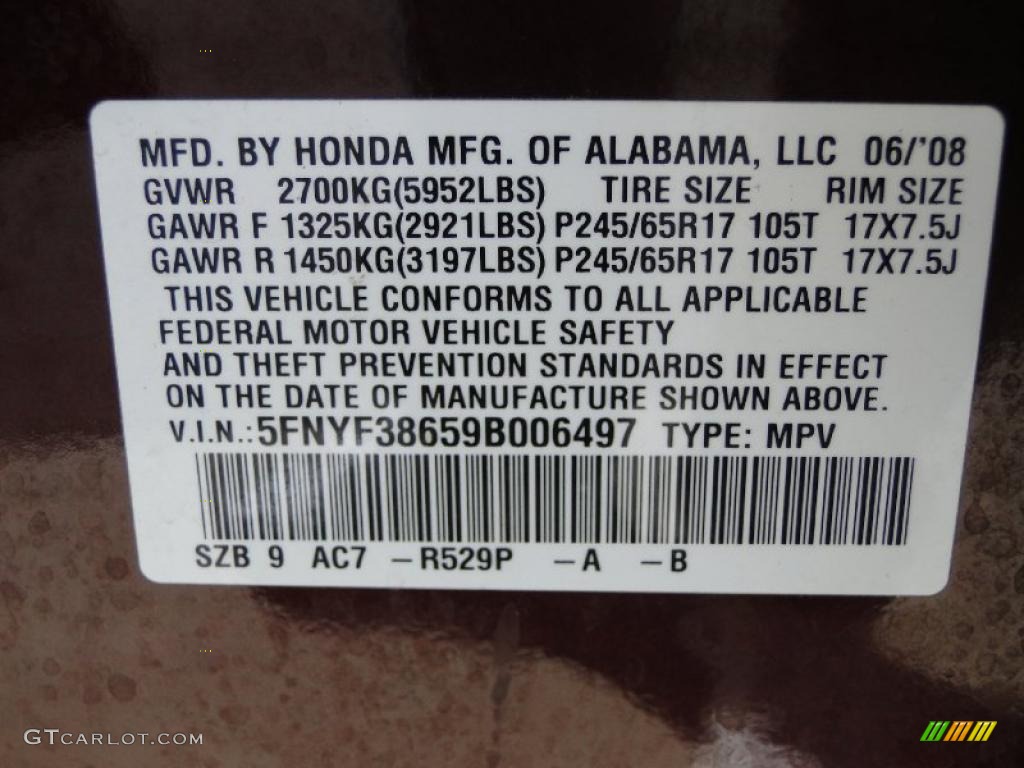 MFD. BY HONDA MFG. OF ALABAMA, LLC 06/'08
GVWR 2700KG(5952LBS) TIRE SIZE RIM SIZE
GAWR F 1325KG(2921LBS) P245/65R17 105T 17X7.5J
GAWR R 1450KG(3197LBS) P245/65R17 105T 17X7.5J
THIS VEHICLE CONFORMS TO ALL APPLICABLE
FEDERAL MOTOR VEHICLE SAFETY
AND THEFT PREVENTION STANDARDS IN EFFECT
ON THE DATE OF MANUFACTURE SHOWN ABOVE.
V.I.N.:5FNYF38659B006497 TYPE: MPV
SZB 9 AC7 –R529P –A –B
GTCARLOT.COM